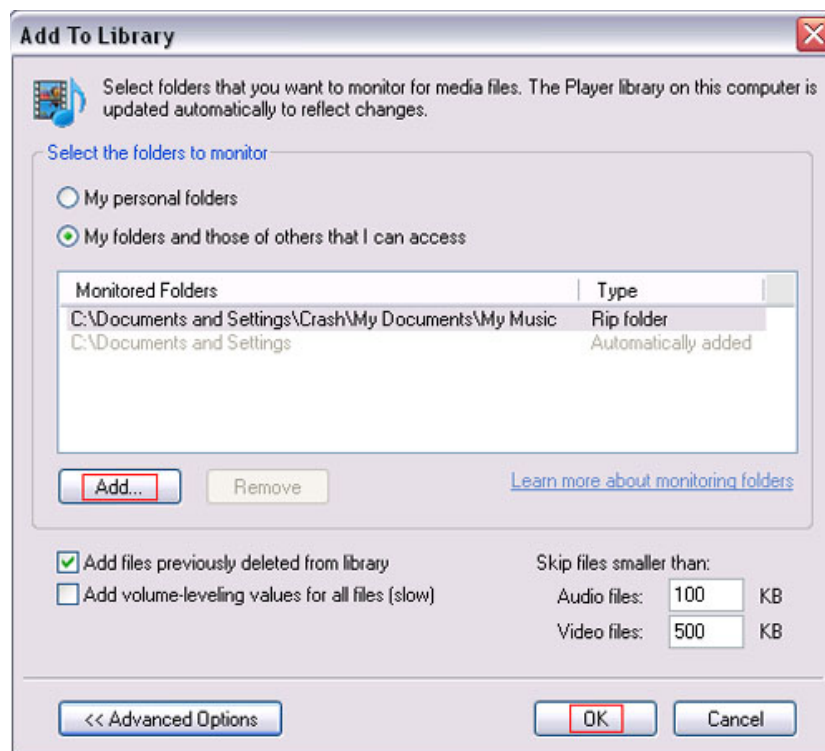 Add To Library
Select folders that you want to monitor for media files. The Player library on this computer is
updated automatically to reflect changes.
Select the folders to monitor
My personal folders
My folders and those of others that I can access
Monitored Folders Type
C:\Documents and Settings\Crash\My Documents\My Music Rip folder
C:\Documents and Settings Automatically added
Add... Remove Learn more about monitoring folders
Add files previously deleted from library Skip files smaller than:
Add volume-leveling values for all files (slow) Audio files: 100 KB
Video files: 500 KB
<< Advanced Options OK Cancel